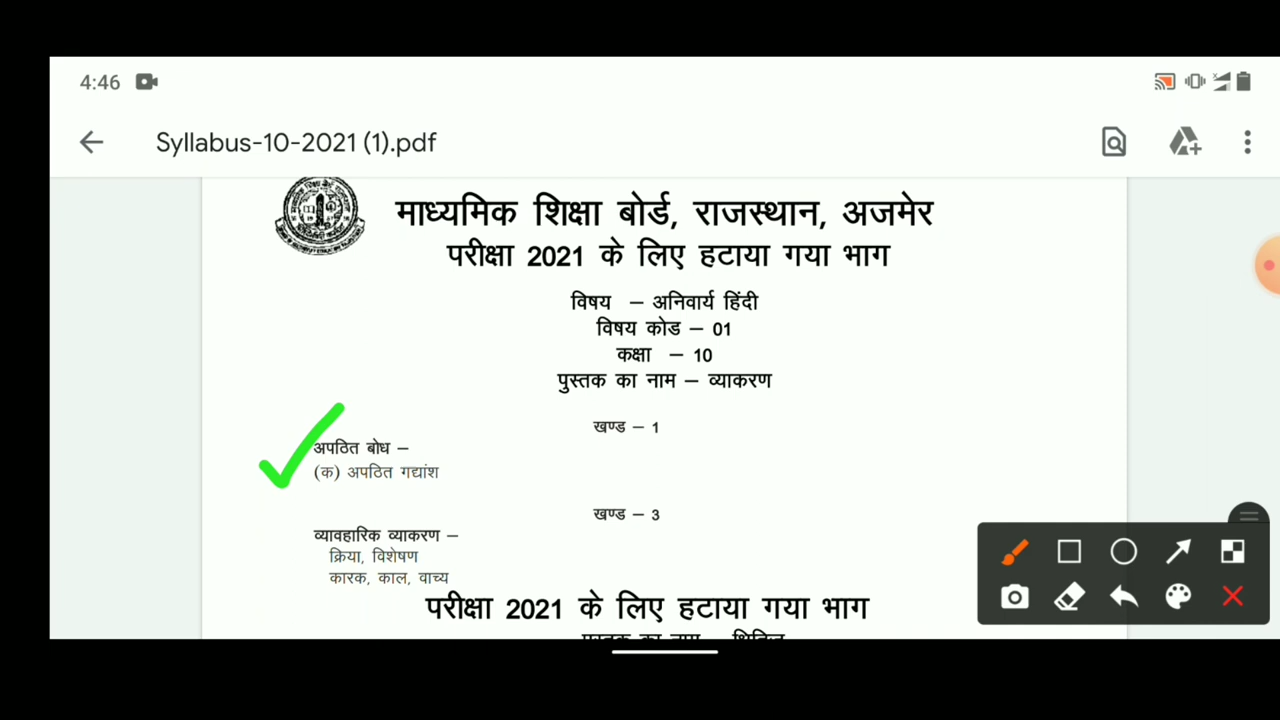 4:46
Syllabus-10-2021 (1).pdf
माध्यमिक शिक्षा बोर्ड, राजस्थान, अजमेर
परीक्षा 2021 के लिए हटाया गया भाग
विषय – अनिवार्य हिंदी
विषय कोड – 01
कक्षा – 10
पुस्तक का नाम – व्याकरण
खण्ड – 1
अपठित बोध –
(क) अपठित गद्यांश
खण्ड – 3
व्यावहारिक व्याकरण –
क्रिया, विशेषण
कारक, काल, वाच्य
परीक्षा 2021 के लिए हटाया गया भाग
पुस्तक का नाम – क्षितिज